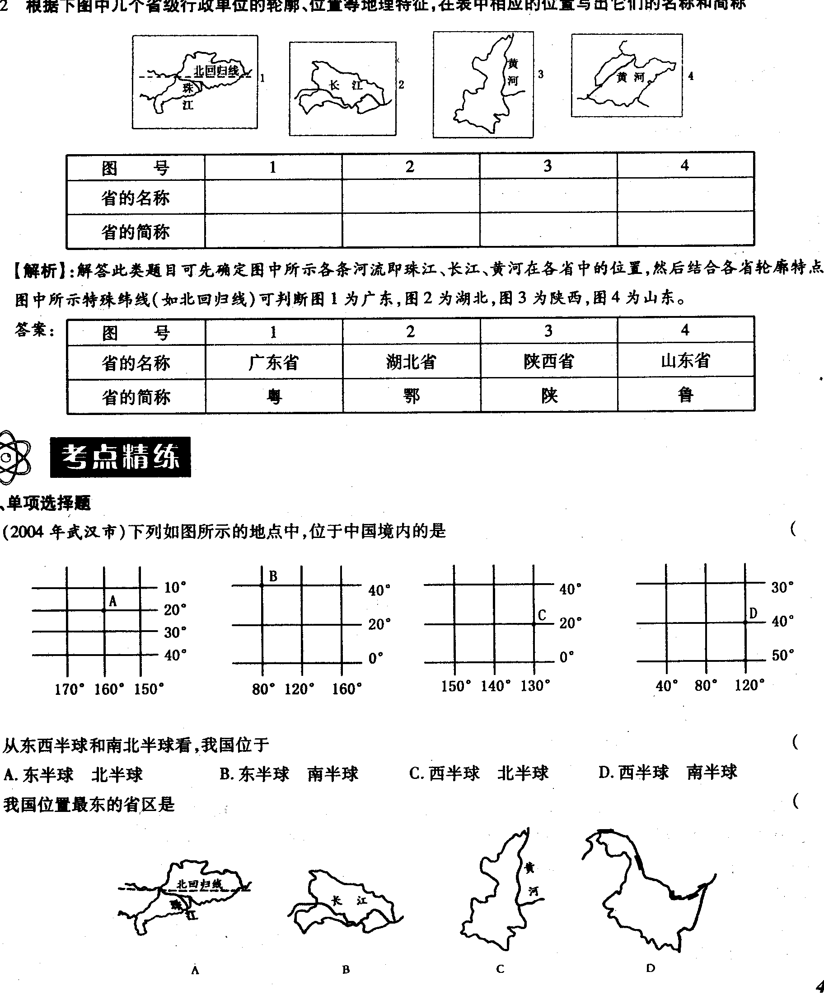 2 根据下图中几个省级行政单位的轮廓、位置等地理特征,在表中相应的位置写出它们的名称和简称
北回归线
珠
江
1
长 江
2
黄
河
3
黄 河
4
图 号 1 2 3 4
省的名称
省的简称
【解析】:解答此类题目可先确定图中所示各条河流即珠江、长江、黄河在各省中的位置,然后结合各省轮廓特点
图中所示特殊纬线(如北回归线)可判断图1为广东,图2为湖北,图3为陕西,图4为山东。
答案:
图 号 1 2 3 4
省的名称 广东省 湖北省 陕西省 山东省
省的简称 粤 鄂 陕 鲁
考点精练
、单项选择题
(2004年武汉市)下列如图所示的地点中,位于中国境内的是 (
A
10°
20°
30°
40°
170° 160° 150°
B
40°
20°
0°
80° 120° 160°
C
40°
20°
0°
150° 140° 130°
D
30°
40°
50°
40° 80° 120°
从东西半球和南北半球看,我国位于 (
A. 东半球 北半球 B. 东半球 南半球 C. 西半球 北半球 D. 西半球 南半球
我国位置最东的省区是 (
北回归线
珠
江
长 江
黄
河
A B C D
4